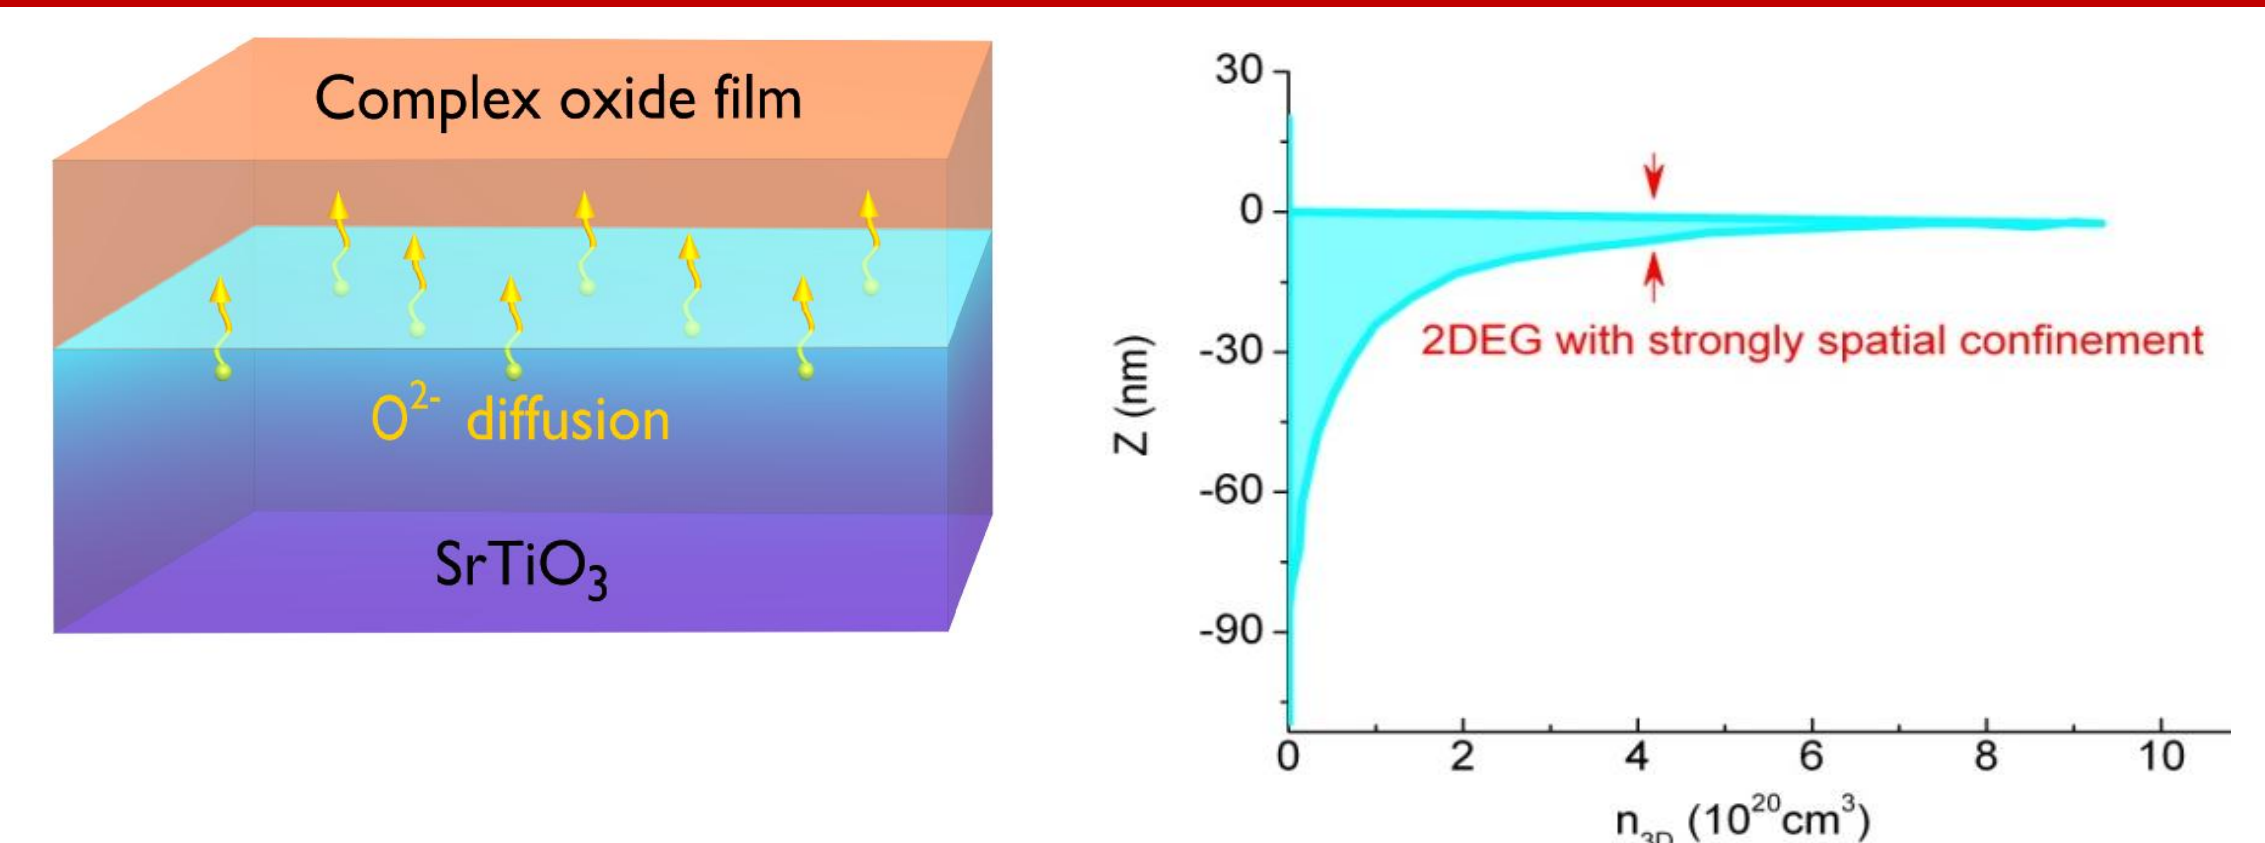 Complex oxide film
O²⁻ diffusion
SrTiO₃
30
0
-30
-60
-90
Z (nm)
2DEG with strongly spatial confinement
0 2 4 6 8 10
n₃D (10²⁰cm³)